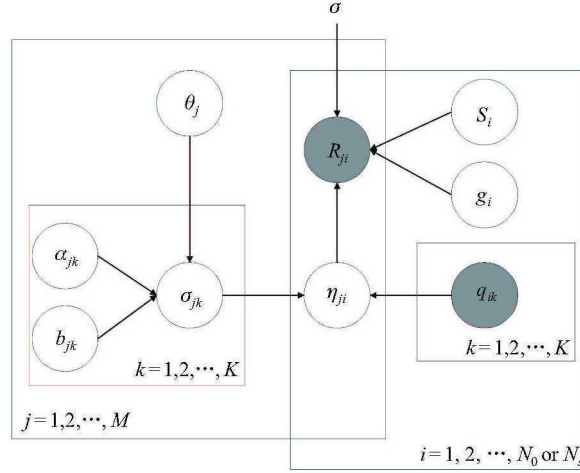 σ
θ_j
R_ji
S_i
g_i
α_jk
b_jk
σ_jk
η_ji
q_ik
k = 1,2, ⋯, K
k = 1,2, ⋯, K
j = 1,2, ⋯, M
i = 1, 2, ⋯, N_0 or N_s